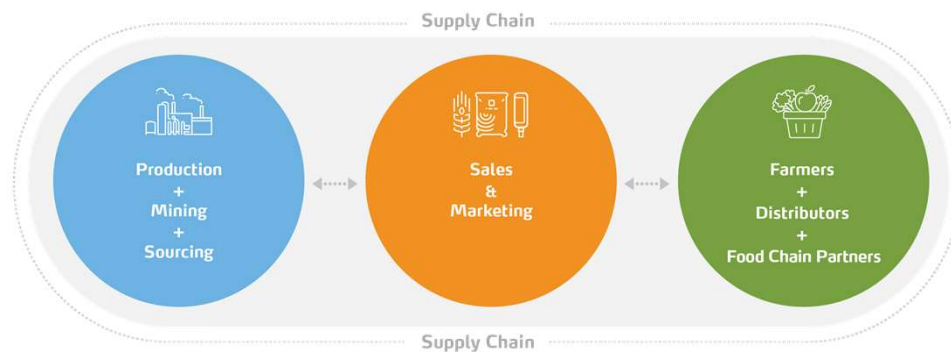 Supply Chain
Production
+
Mining
+
Sourcing
Sales
&
Marketing
Farmers
+
Distributors
+
Food Chain Partners
Supply Chain